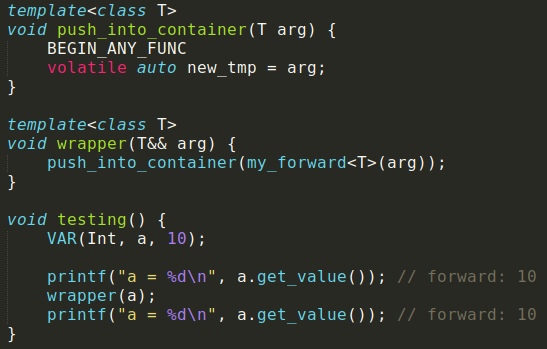 template<class T>
void push_into_container(T arg) {
    BEGIN_ANY_FUNC
    volatile auto new_tmp = arg;
}

template<class T>
void wrapper(T&& arg) {
    push_into_container(my_forward<T>(arg));
}

void testing() {
    VAR(Int, a, 10);

    printf("a = %d\n", a.get_value()); // forward: 10
    wrapper(a);
    printf("a = %d\n", a.get_value()); // forward: 10
}